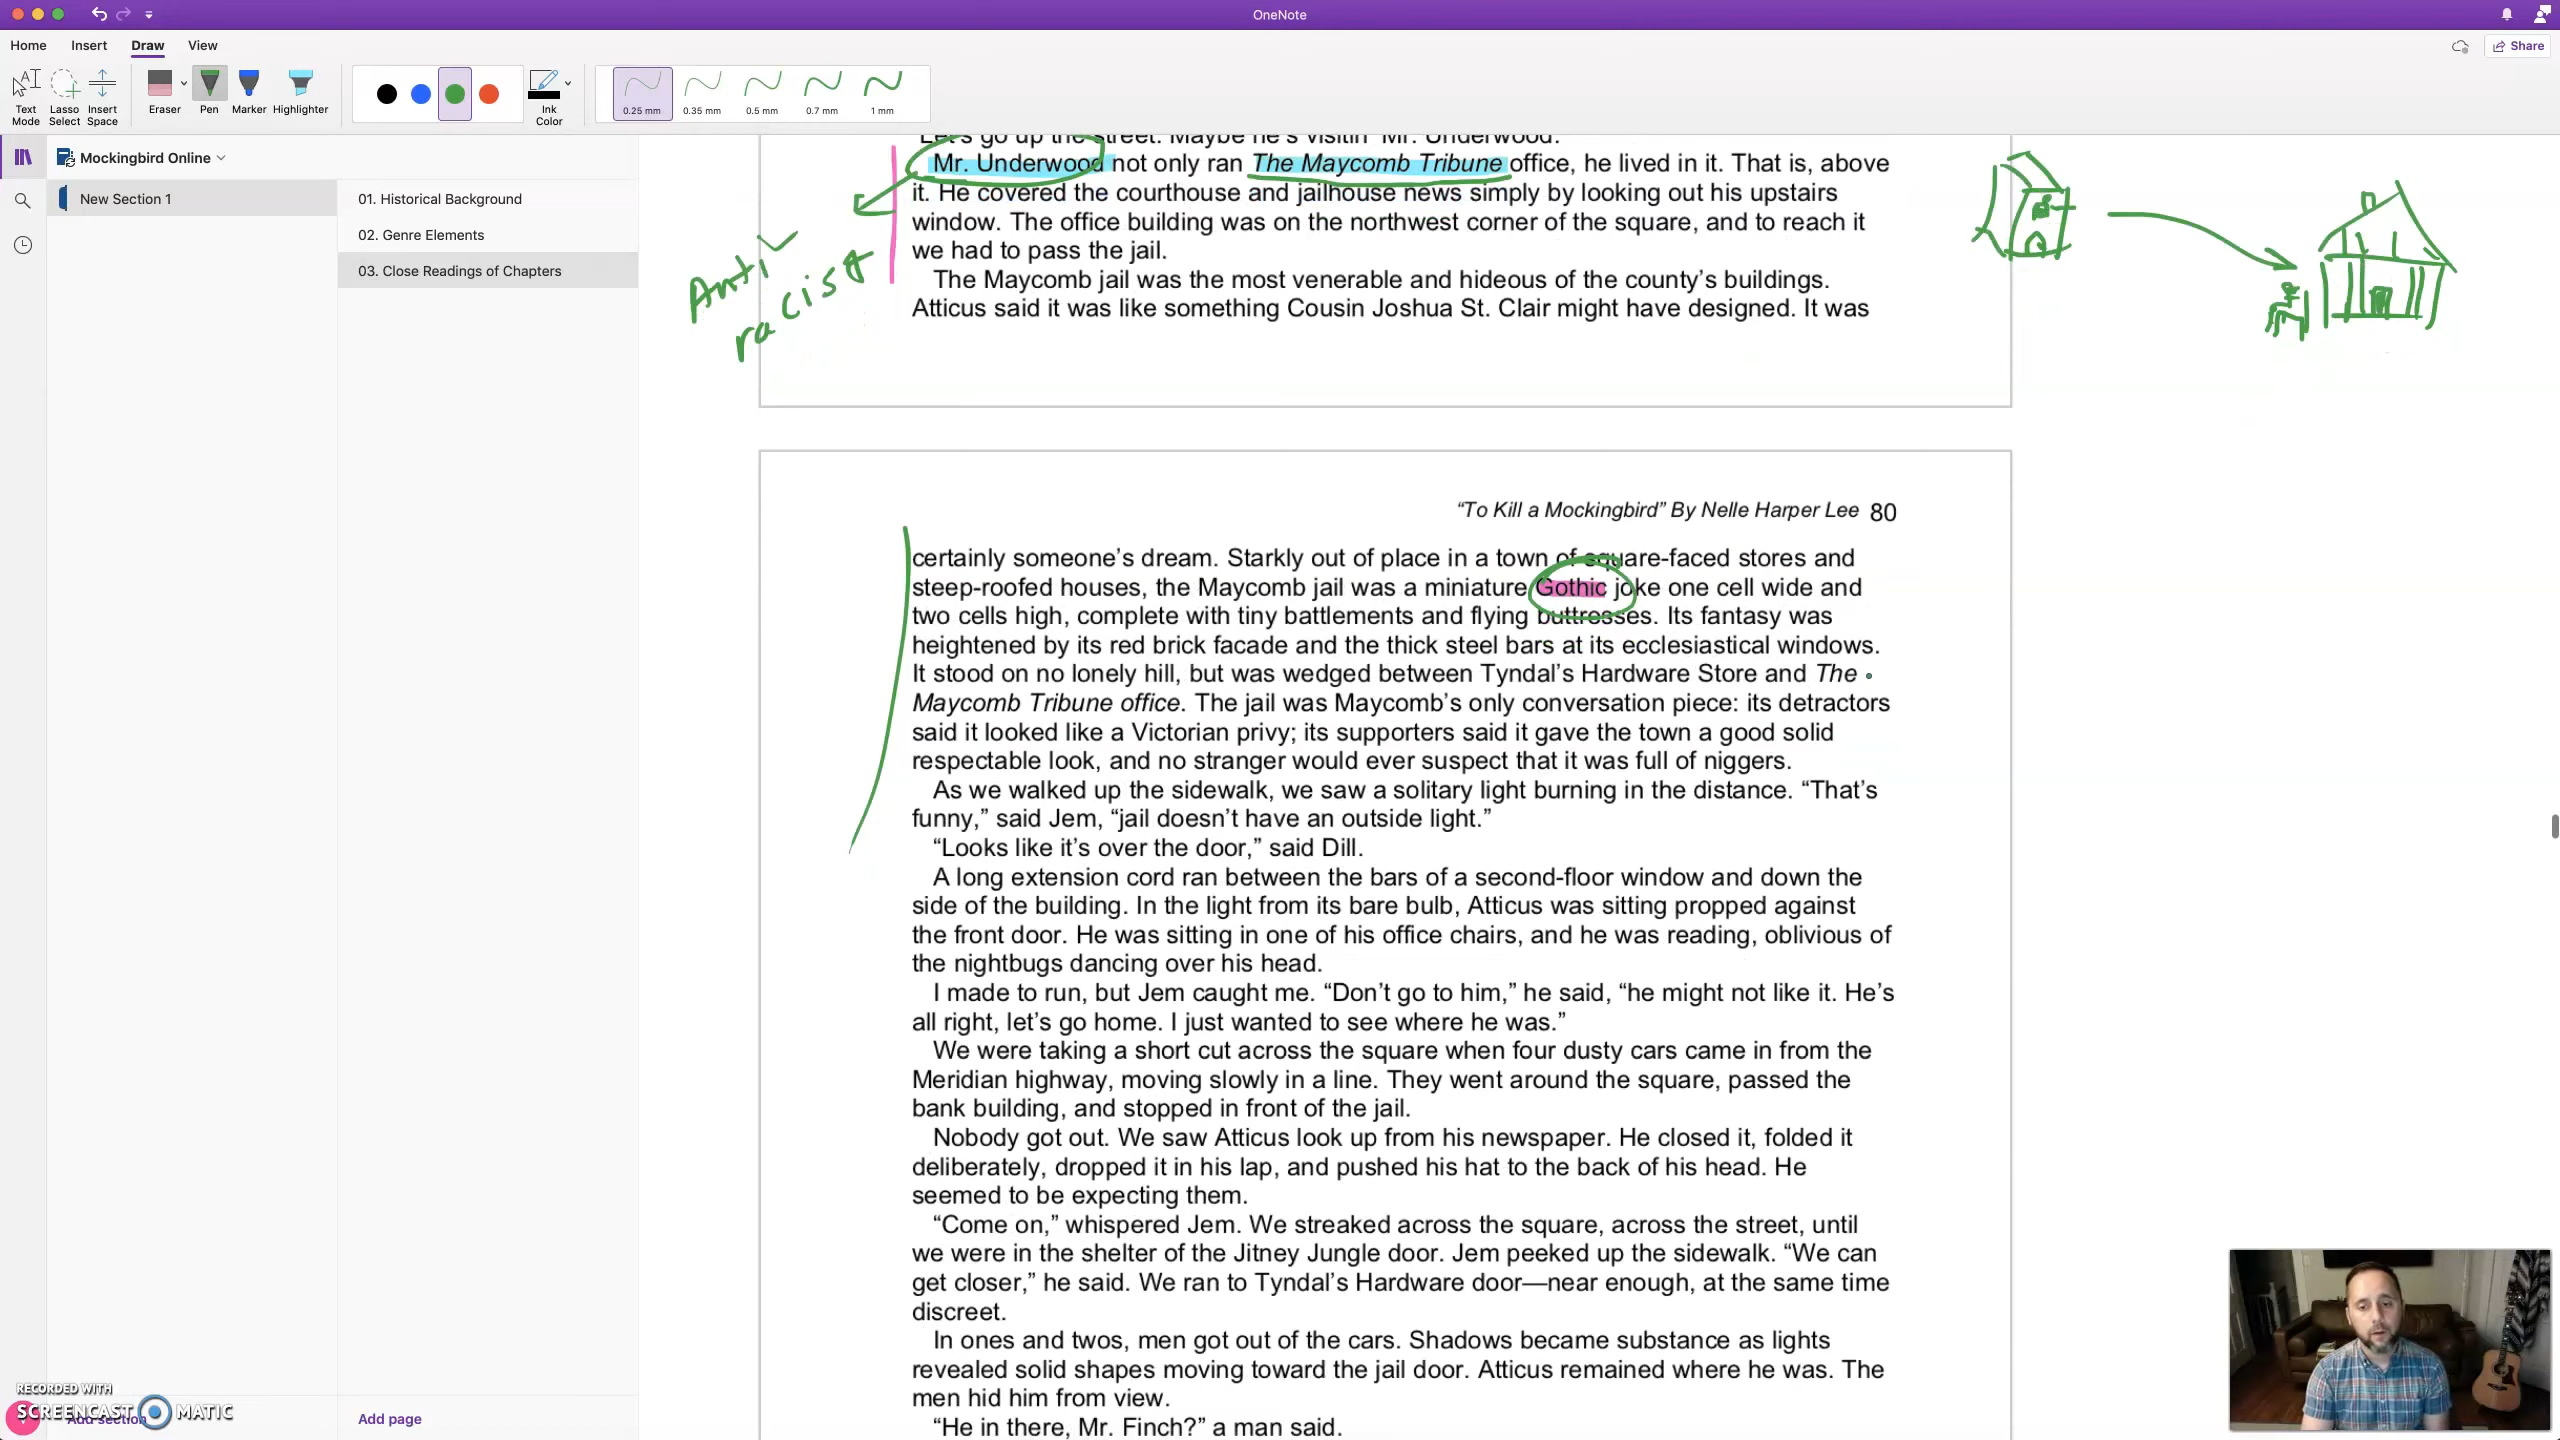 OneNote
Home Insert Draw View
Share
Text Mode
Lasso Select
Insert Space
Eraser
Pen
Marker
Highlighter
Ink Color
0.25 mm
0.35 mm
0.5 mm
0.7 mm
1 mm
Mockingbird Online
New Section 1
01. Historical Background
02. Genre Elements
03. Close Readings of Chapters
Let's go up the street. Maybe he's visitin' Mr. Underwood.
Mr. Underwood not only ran The Maycomb Tribune office, he lived in it. That is, above
it. He covered the courthouse and jailhouse news simply by looking out his upstairs
window. The office building was on the northwest corner of the square, and to reach it
we had to pass the jail.
The Maycomb jail was the most venerable and hideous of the county’s buildings.
Atticus said it was like something Cousin Joshua St. Clair might have designed. It was
Anti
racist
“To Kill a Mockingbird” By Nelle Harper Lee 80
certainly someone’s dream. Starkly out of place in a town of square-faced stores and
steep-roofed houses, the Maycomb jail was a miniature Gothic joke one cell wide and
two cells high, complete with tiny battlements and flying buttresses. Its fantasy was
heightened by its red brick facade and the thick steel bars at its ecclesiastical windows.
It stood on no lonely hill, but was wedged between Tyndal’s Hardware Store and The
Maycomb Tribune office. The jail was Maycomb’s only conversation piece: its detractors
said it looked like a Victorian privy; its supporters said it gave the town a good solid
respectable look, and no stranger would ever suspect that it was full of niggers.
As we walked up the sidewalk, we saw a solitary light burning in the distance. “That’s
funny,” said Jem, “jail doesn’t have an outside light.”
“Looks like it’s over the door,” said Dill.
A long extension cord ran between the bars of a second-floor window and down the
side of the building. In the light from its bare bulb, Atticus was sitting propped against
the front door. He was sitting in one of his office chairs, and he was reading, oblivious of
the nightbugs dancing over his head.
I made to run, but Jem caught me. “Don’t go to him,” he said, “he might not like it. He’s
all right, let’s go home. I just wanted to see where he was.”
We were taking a short cut across the square when four dusty cars came in from the
Meridian highway, moving slowly in a line. They went around the square, passed the
bank building, and stopped in front of the jail.
Nobody got out. We saw Atticus look up from his newspaper. He closed it, folded it
deliberately, dropped it in his lap, and pushed his hat to the back of his head. He
seemed to be expecting them.
“Come on,” whispered Jem. We streaked across the square, across the street, until
we were in the shelter of the Jitney Jungle door. Jem peeked up the sidewalk. “We can
get closer,” he said. We ran to Tyndal’s Hardware door—near enough, at the same time
discreet.
In ones and twos, men got out of the cars. Shadows became substance as lights
revealed solid shapes moving toward the jail door. Atticus remained where he was. The
men hid him from view.
“He in there, Mr. Finch?” a man said.
Add section
Add page
RECORDED WITH
SCREENCAST MATIC